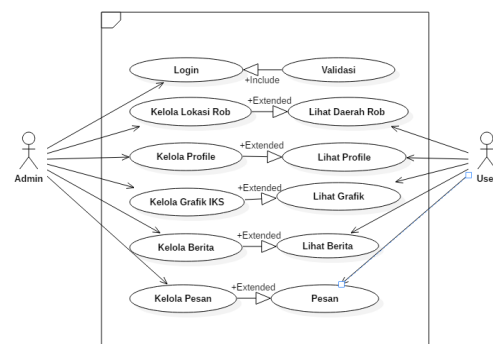 Login
Validasi
+Include
+Extended
Kelola Lokasi Rob
Lihat Daerah Rob
+Extended
Kelola Profile
Lihat Profile
Admin
Use
+Extended
Kelola Grafik IKS
Lihat Grafik
+Extended
Kelola Berita
Lihat Berita
+Extended
Kelola Pesan
Pesan